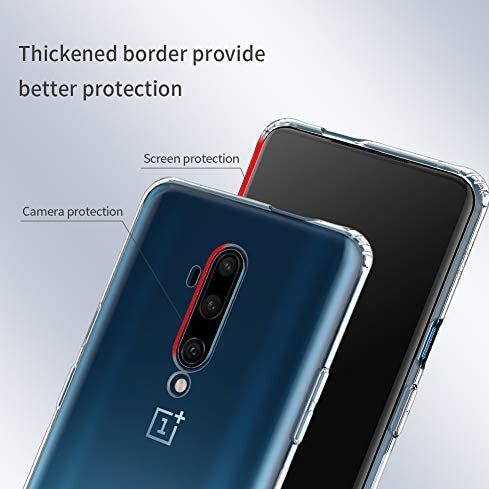 Thickened border provide
better protection
Screen protection
Camera protection